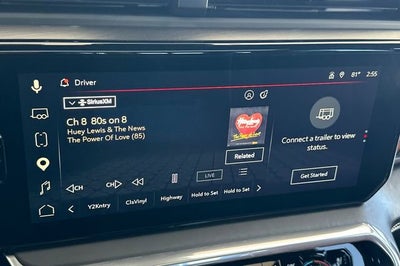 Driver
81° 2:55
SiriusXM
Ch 8 80s on 8
Huey Lewis & The News
The Power Of Love (85)
Related
Connect a trailer to view
status.
Get Started
CH
CH
LIVE
Y2Kntry
ClsVinyl
Highway
Hold to Set
Hold to Set